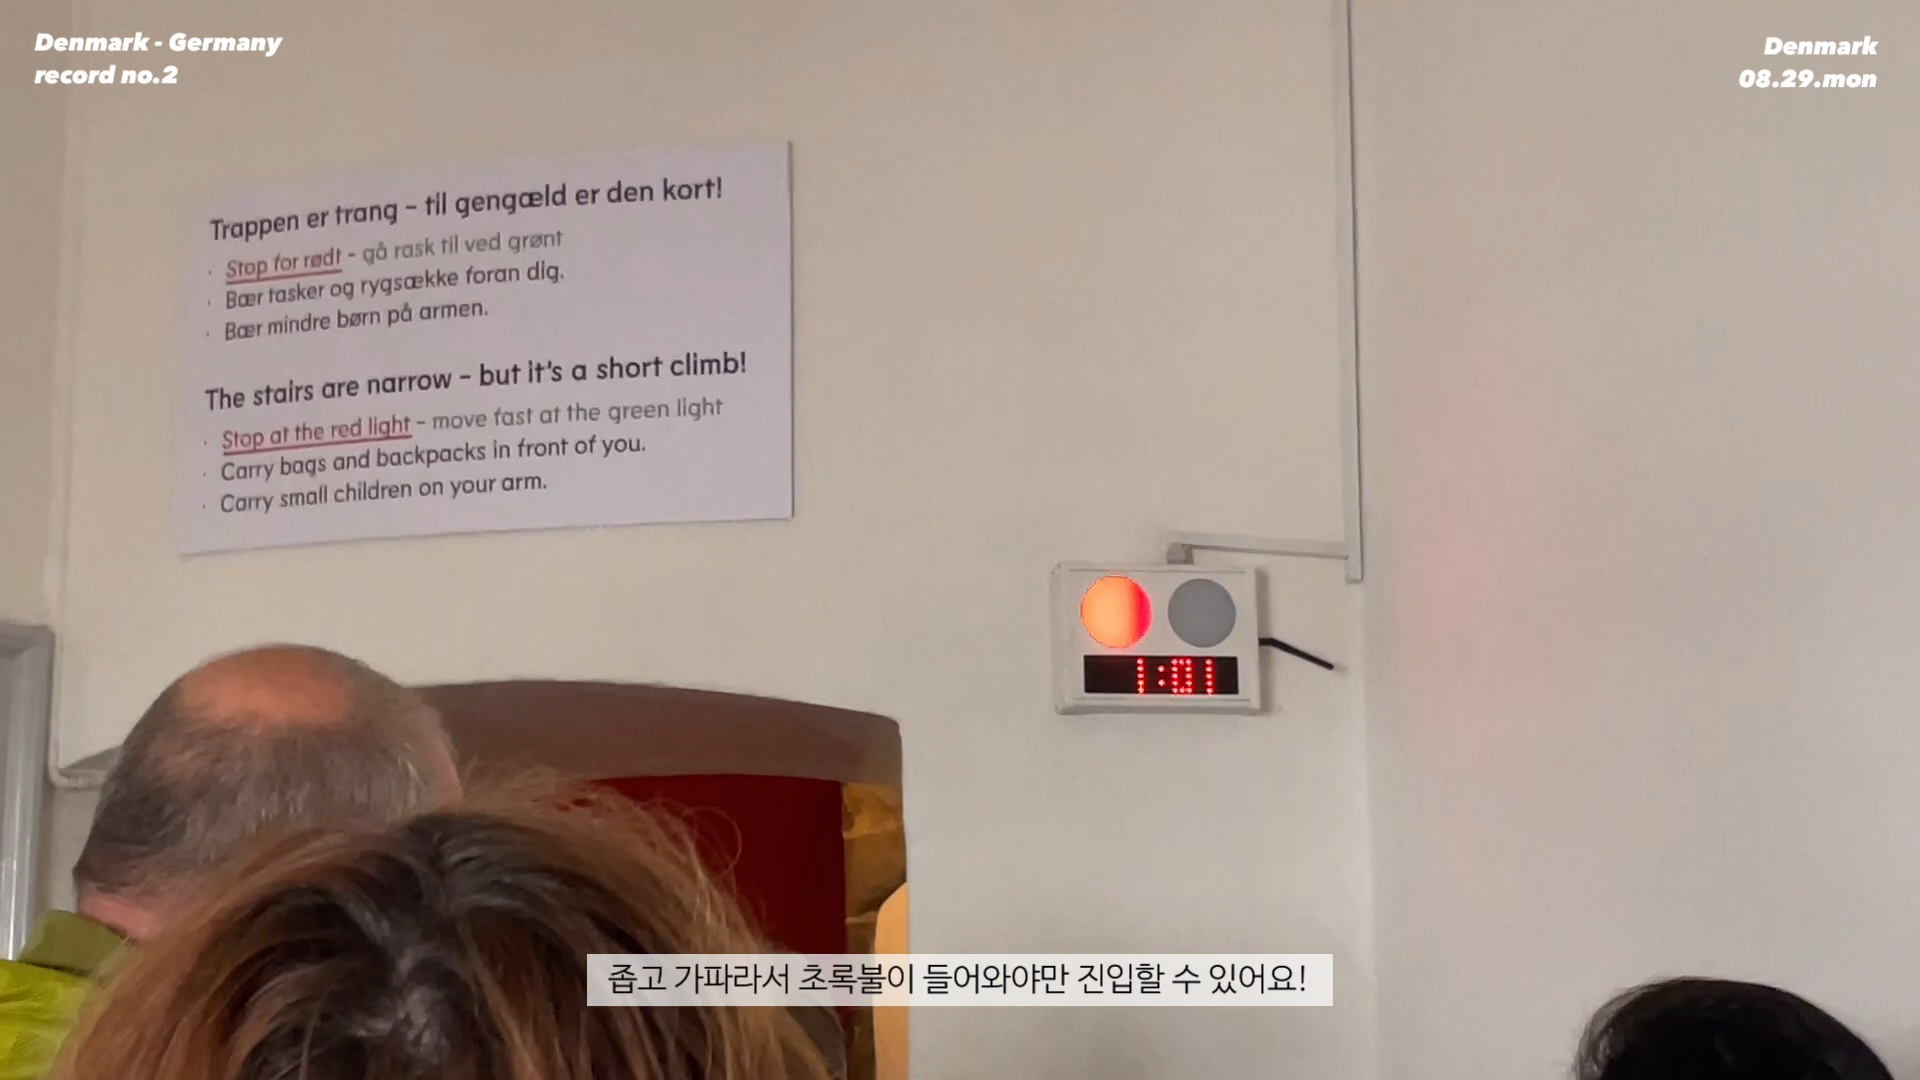 Denmark - Germany
record no.2
Denmark
08.29.mon
Trappen er trang – til gengæld er den kort!
· Stop for rødt – gå rask til ved grønt
· Bær tasker og rygsække foran dig.
· Bær mindre børn på armen.
The stairs are narrow – but it's a short climb!
· Stop at the red light – move fast at the green light
· Carry bags and backpacks in front of you.
· Carry small children on your arm.
1:01
좁고 가파라서 초록불이 들어와야만 진입할 수 있어요!